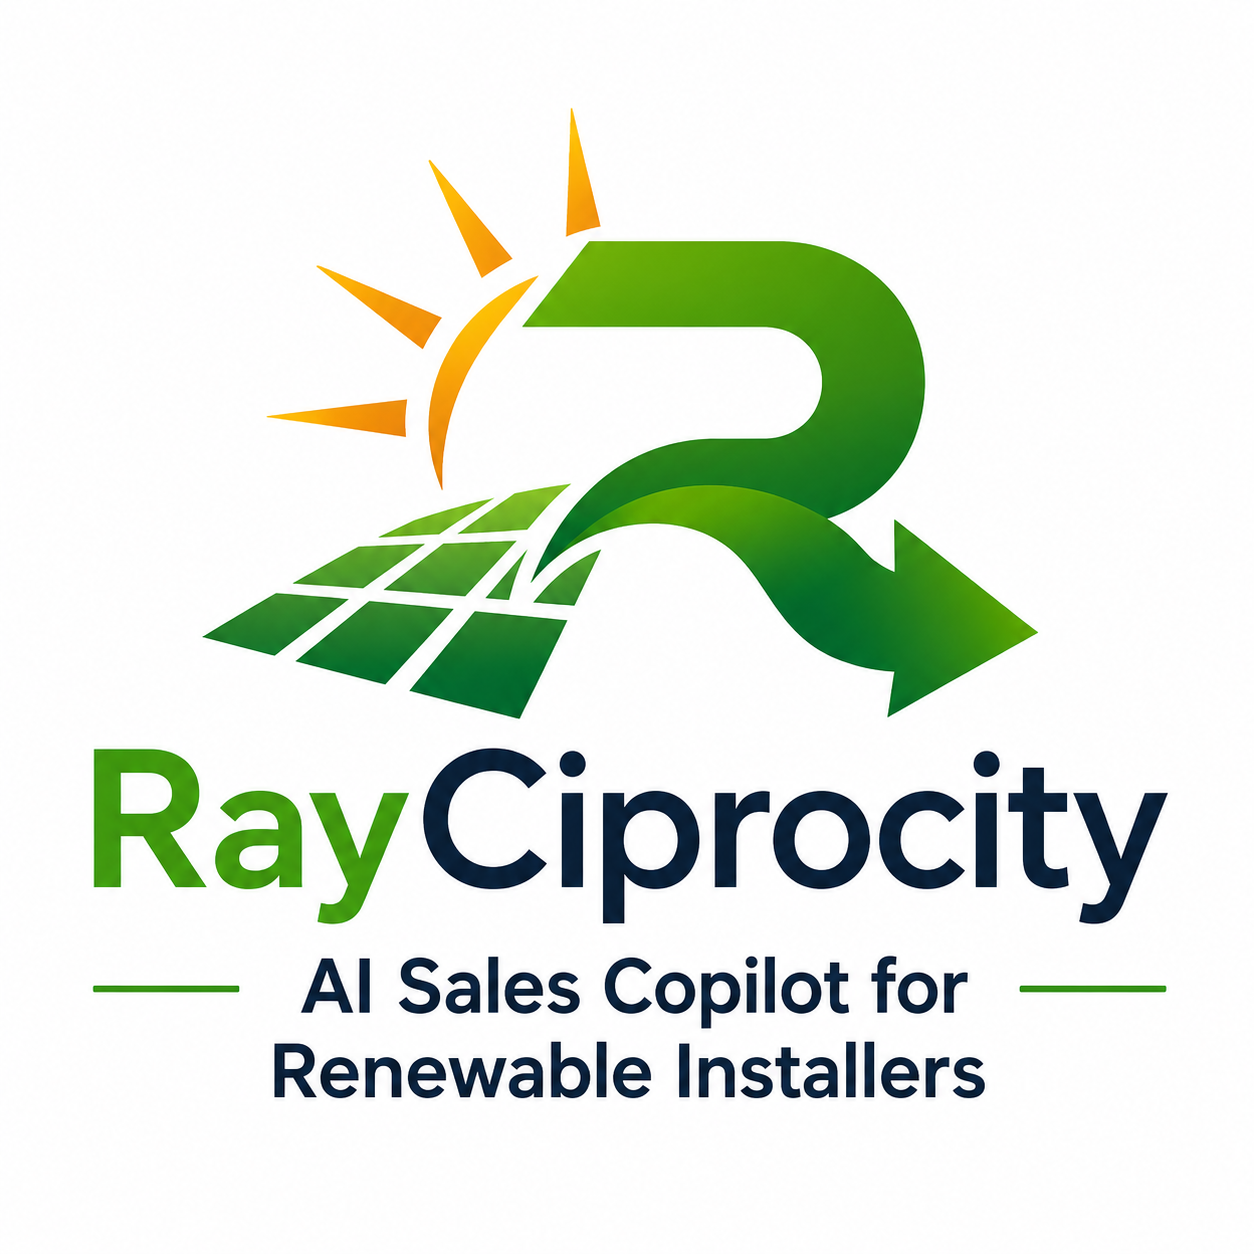 RayCiprocity
AI Sales Copilot for
Renewable Installers